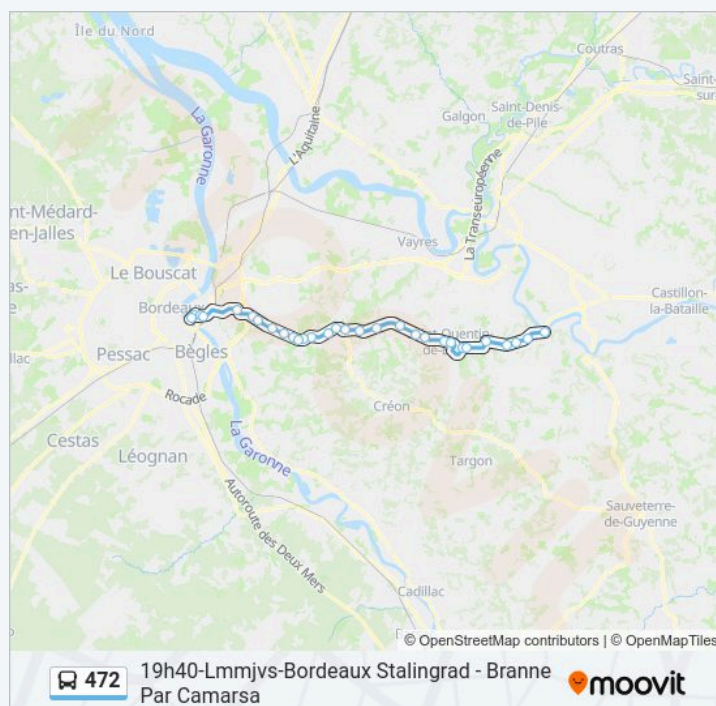 Île du Nord
Coutras
Saint-
sur-
Saint-Denis-
de-Pile
Galgon
La Garonne
L'Aquitaine
La Transeuropéenne
nt-Médard-
en-Jalles
Vayres
Le Bouscat
Castillon-
la-Bataille
as-
Bordeaux
nt-Quentin-
de-B
llac
Pessac
Bègles
Créon
Rocade
La Garonne
Cestas
Léognan
Targon
Autoroute des Deux Mers
Sauveterre-
de-Guyenne
Cadillac
© OpenStreetMap contributors | © OpenMapTiles
472
19h40-Lmmjvs-Bordeaux Stalingrad - Branne
Par Camarsa
moovit